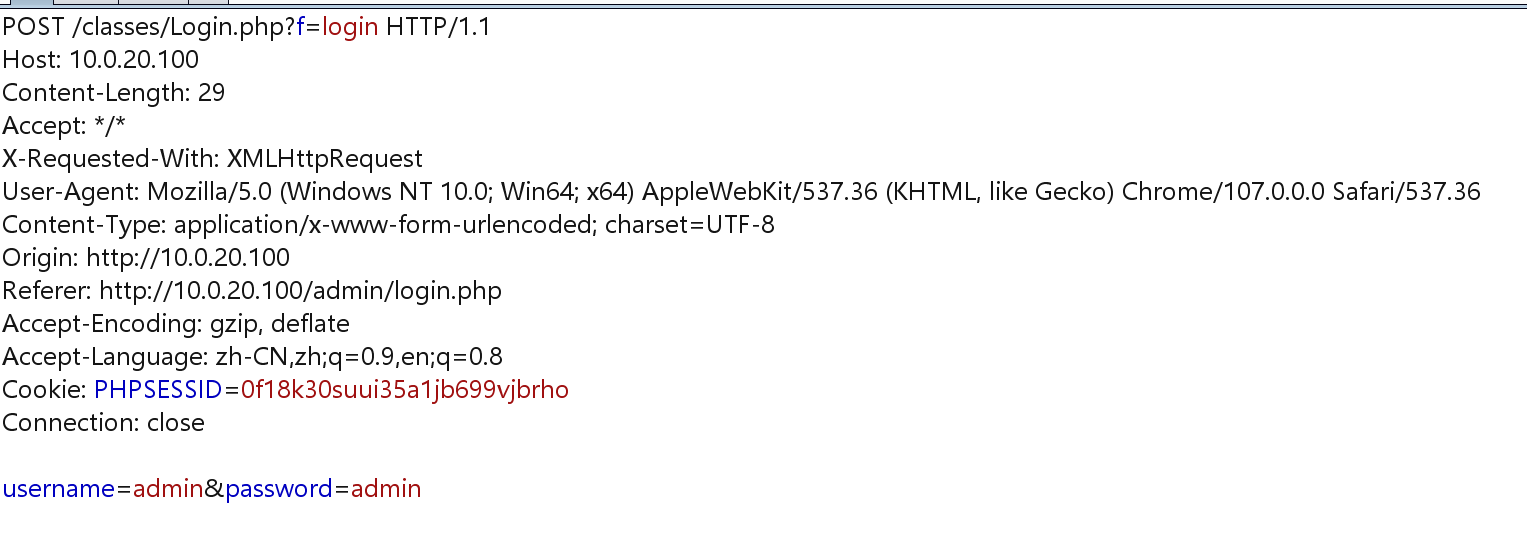 POST /classes/Login.php?f=login HTTP/1.1
Host: 10.0.20.100
Content-Length: 29
Accept: */*
X-Requested-With: XMLHttpRequest
User-Agent: Mozilla/5.0 (Windows NT 10.0; Win64; x64) AppleWebKit/537.36 (KHTML, like Gecko) Chrome/107.0.0.0 Safari/537.36
Content-Type: application/x-www-form-urlencoded; charset=UTF-8
Origin: http://10.0.20.100
Referer: http://10.0.20.100/admin/login.php
Accept-Encoding: gzip, deflate
Accept-Language: zh-CN,zh;q=0.9,en;q=0.8
Cookie: PHPSESSID=0f18k30suui35a1jb699vjbrho
Connection: close
username=admin&password=admin